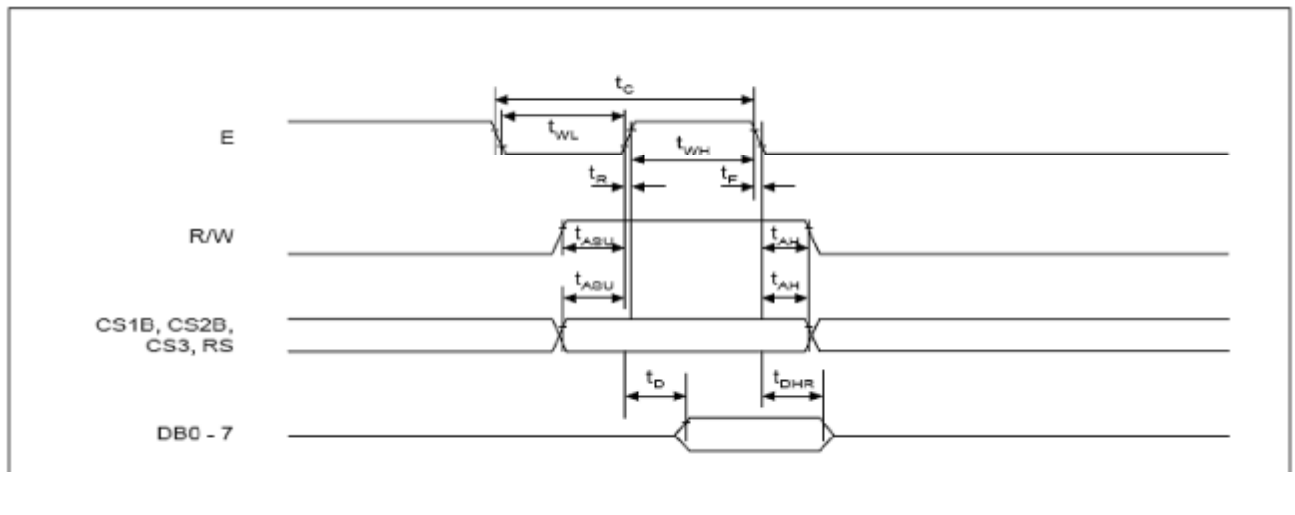 tC
E
tWL
tWH
tR
tF
R/W
tASU
tAH
tASU
tAH
CS1B, CS2B,
CS3, RS
tD
tDHR
DB0 - 7